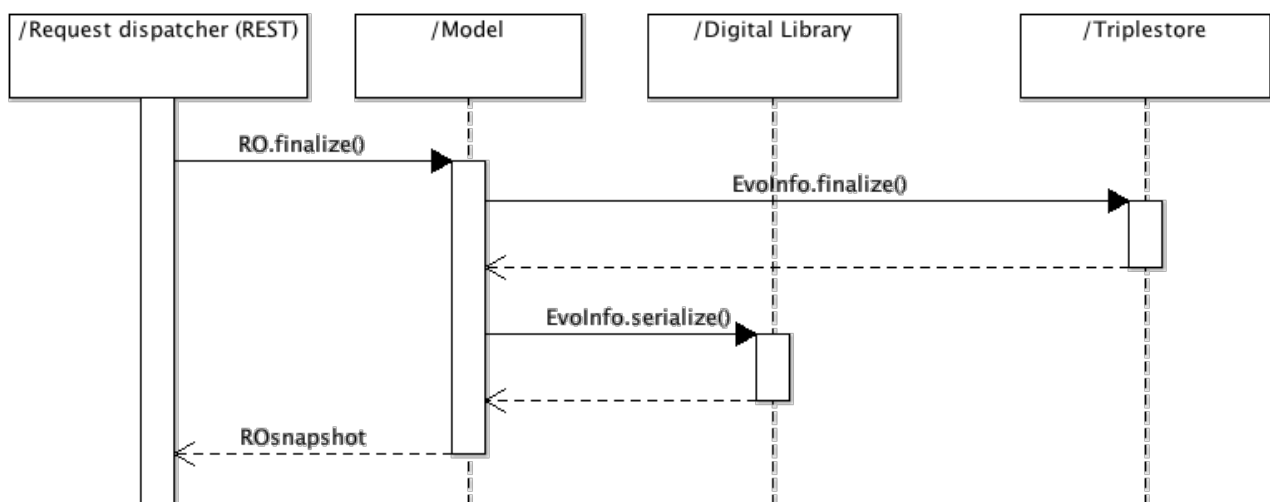 /Request dispatcher (REST)
/Model
/Digital Library
/Triplestore
RO.finalize()
EvoInfo.finalize()
EvoInfo.serialize()
ROsnapshot